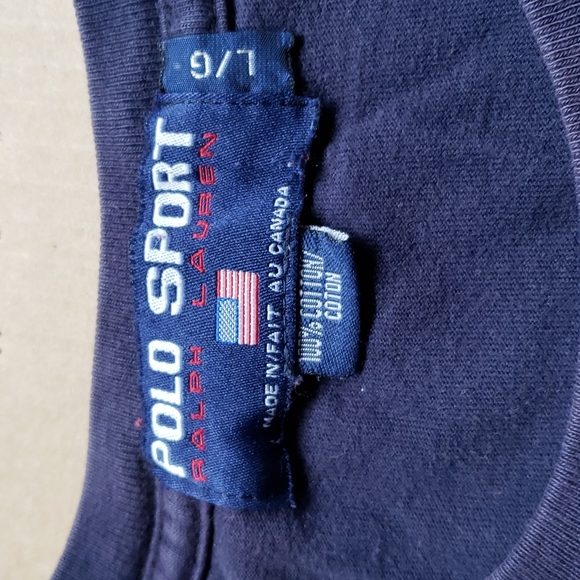 POLO SPORT
RALPH LAUREN
MADE IN/FAIT AU CANADA
100% COTTON/
COTON
L/G